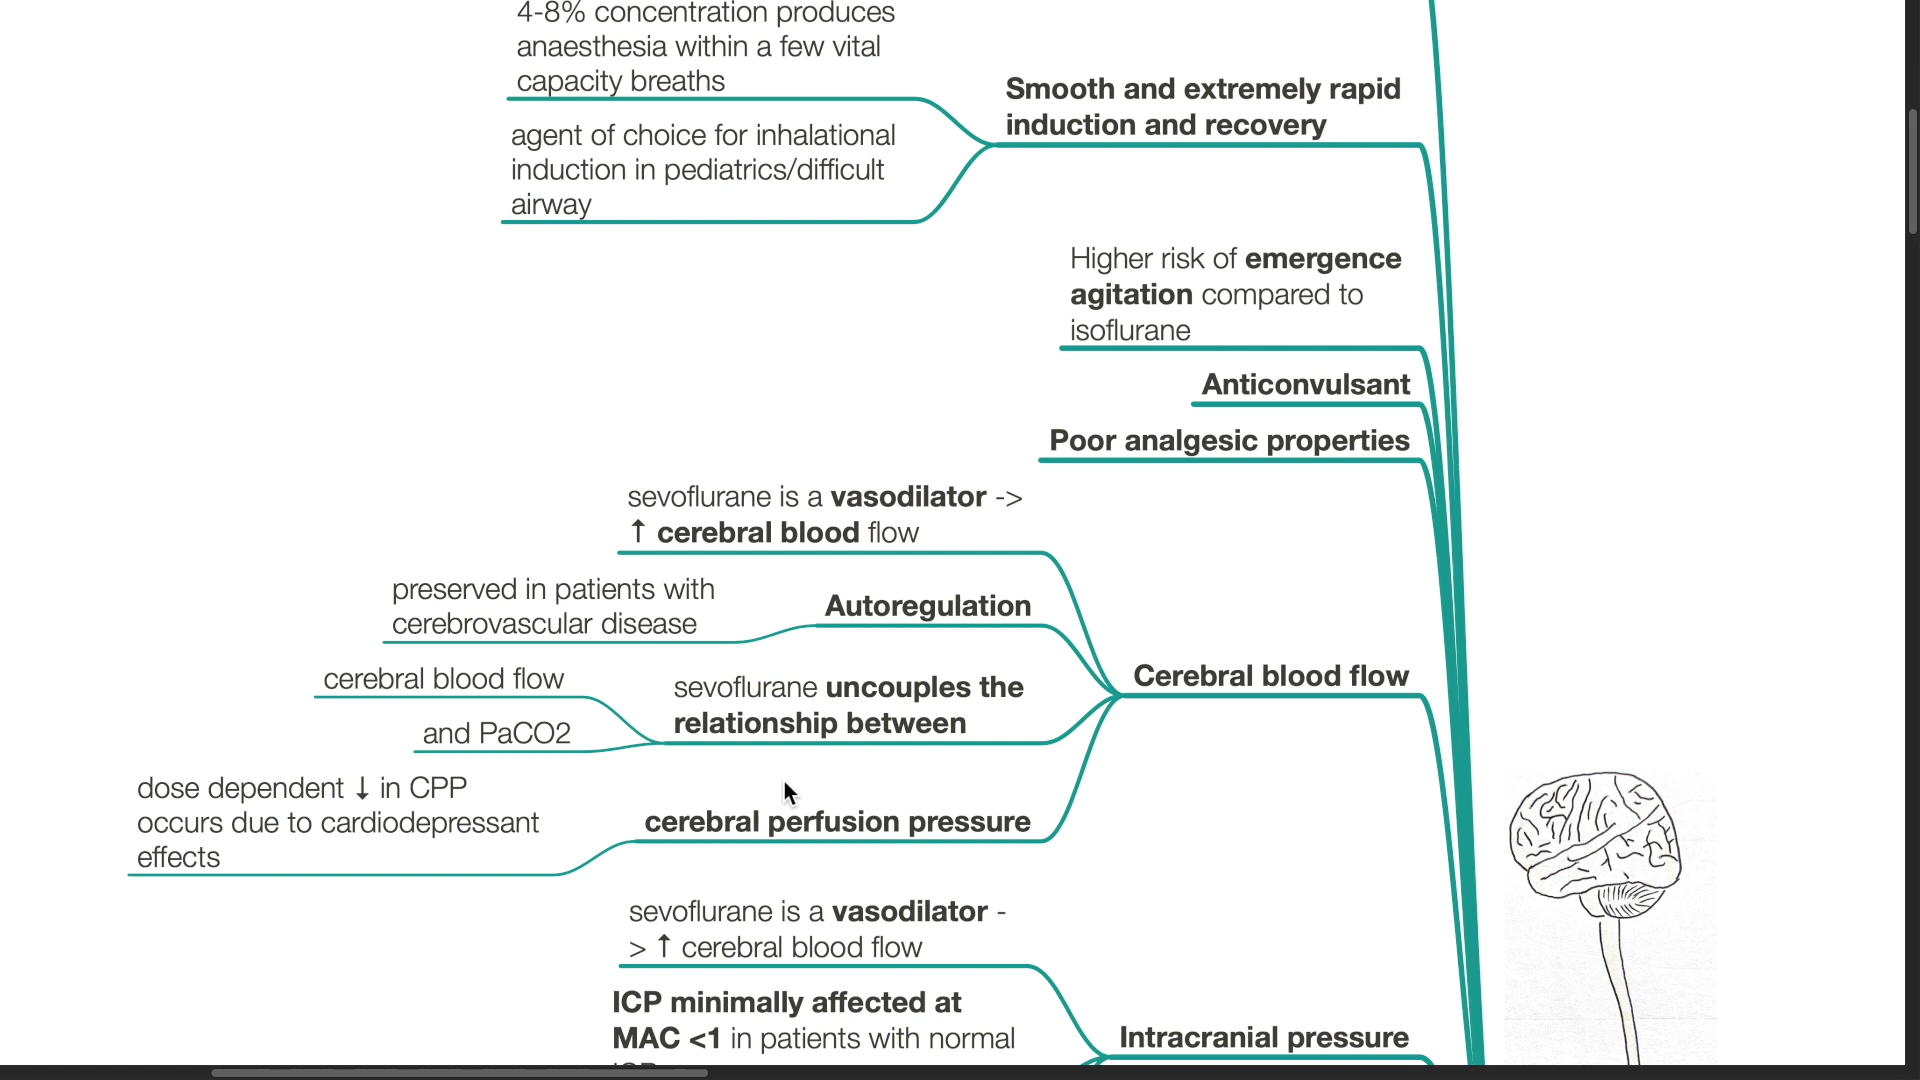 4-8% concentration produces
anaesthesia within a few vital
capacity breaths
Smooth and extremely rapid
induction and recovery
agent of choice for inhalational
induction in pediatrics/difficult
airway
Higher risk of emergence
agitation compared to
isoflurane
Anticonvulsant
Poor analgesic properties
sevoflurane is a vasodilator ->
↑ cerebral blood flow
preserved in patients with
cerebrovascular disease
Autoregulation
cerebral blood flow
and PaCO2
sevoflurane uncouples the
relationship between
Cerebral blood flow
dose dependent ↓ in CPP
occurs due to cardiodepressant
effects
cerebral perfusion pressure
sevoflurane is a vasodilator -
> ↑ cerebral blood flow
ICP minimally affected at
MAC <1 in patients with normal
Intracranial pressure